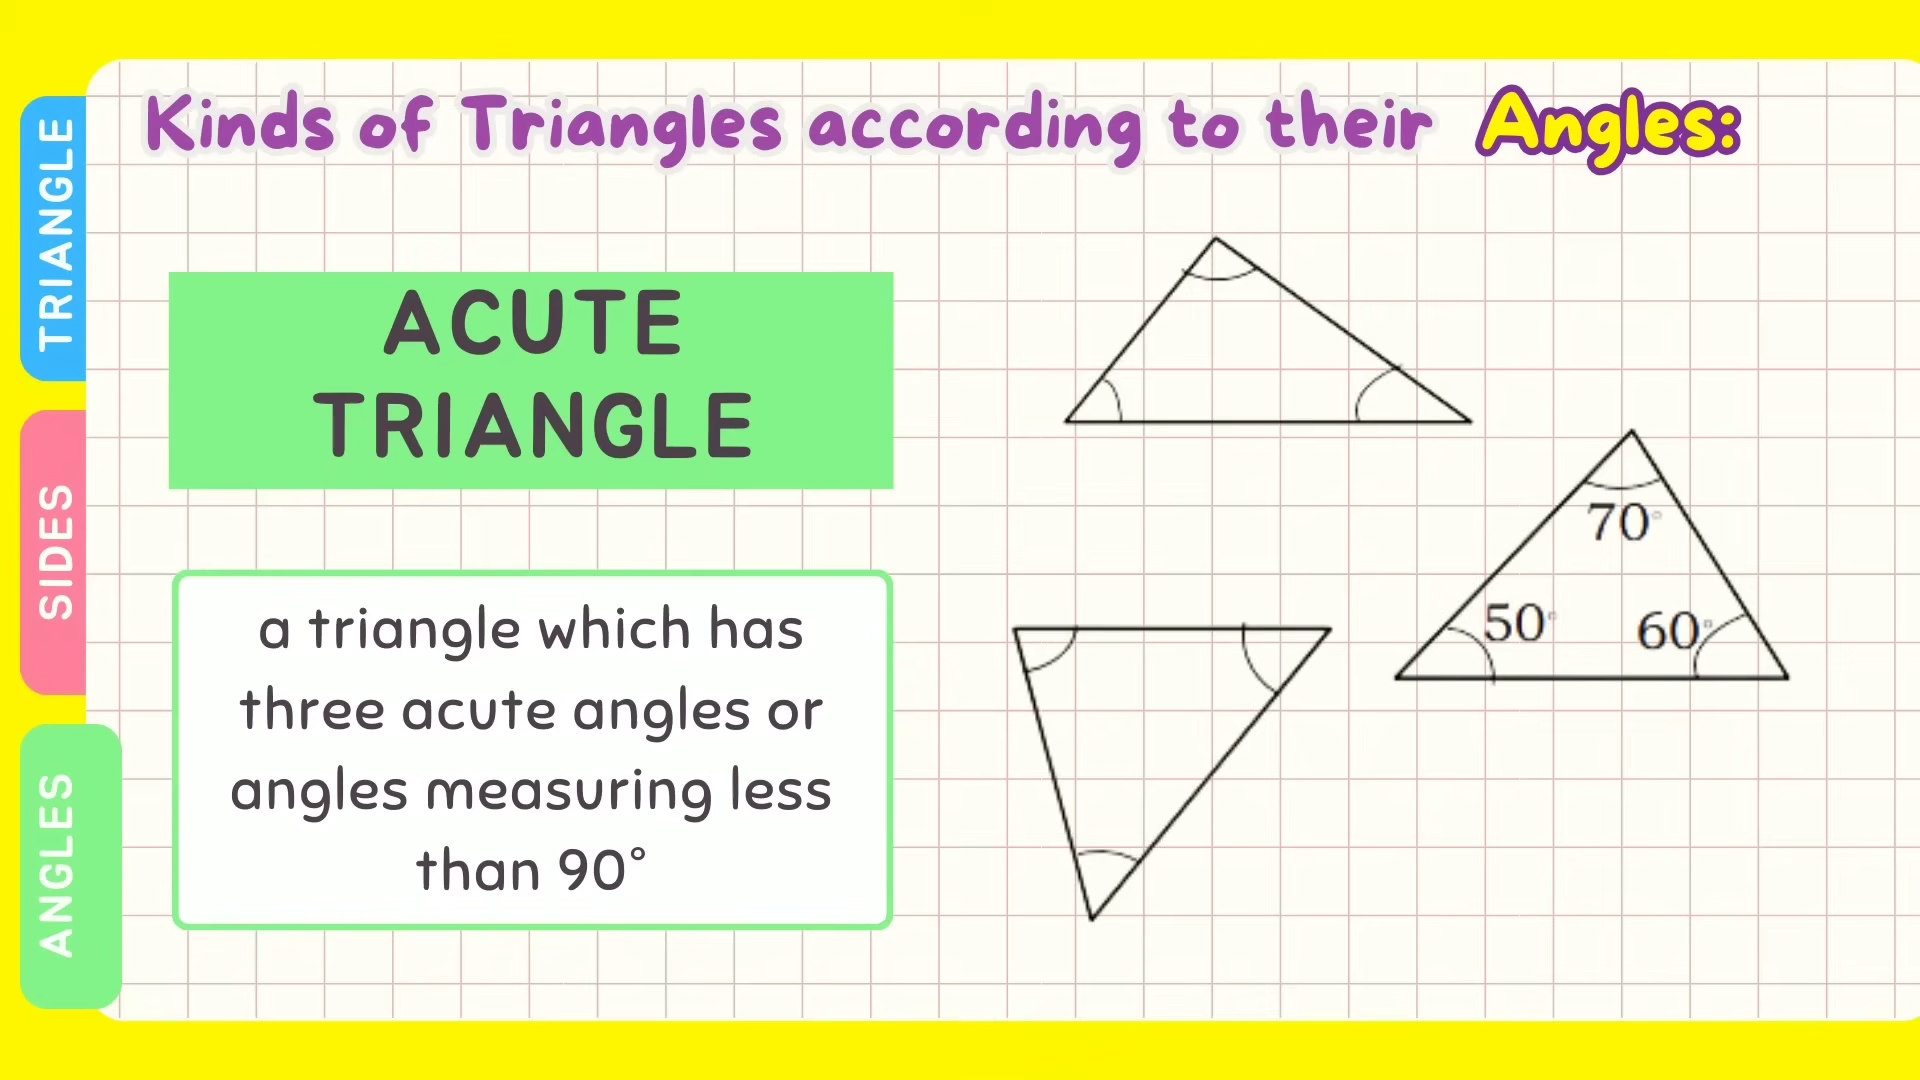 Kinds of Triangles according to their Angles:
TRIANGLE
SIDES
ANGLES
ACUTE
TRIANGLE
a triangle which has
three acute angles or
angles measuring less
than 90°
70°
50°
60°